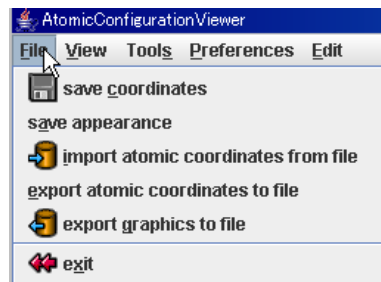 AtomicConfigurationViewer
File View Tools Preferences Edit
save coordinates
save appearance
import atomic coordinates from file
export atomic coordinates to file
export graphics to file
exit